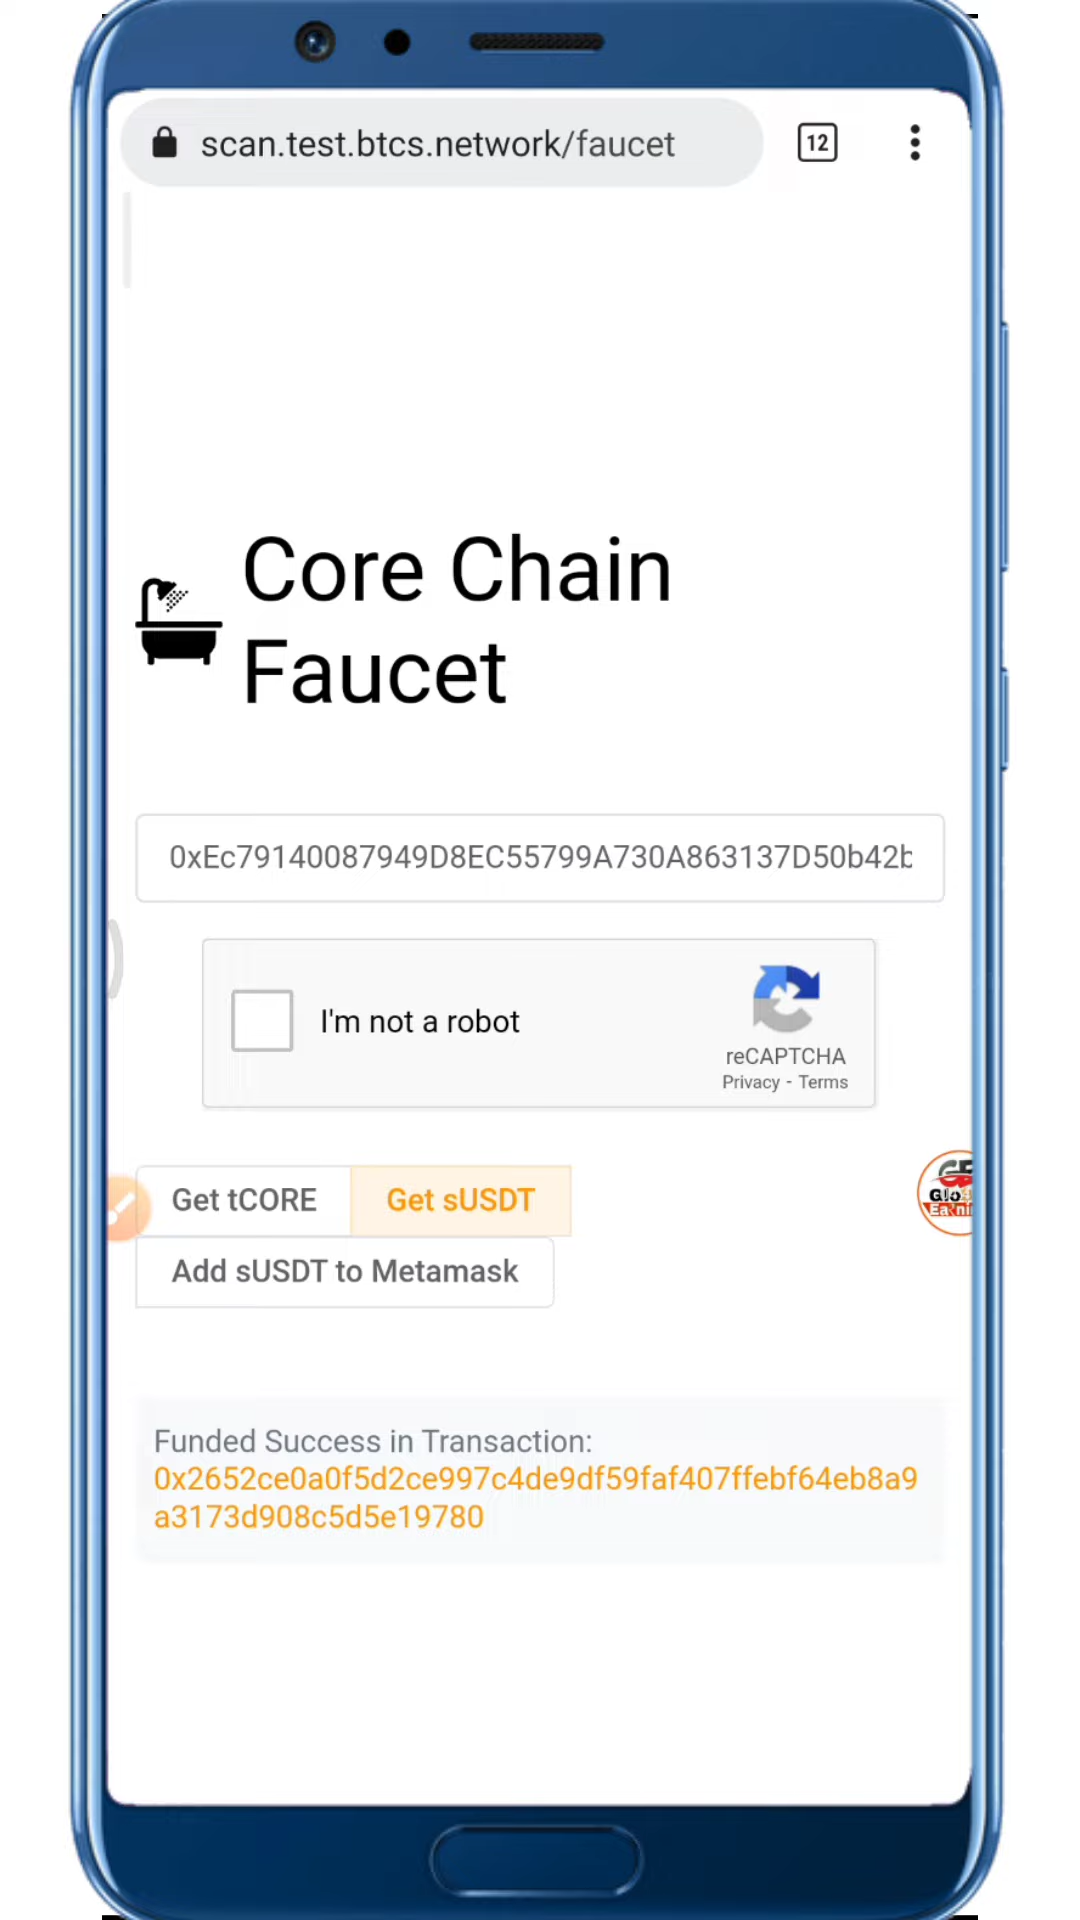 scan.test.btcs.network/faucet
12
Core Chain
Faucet
0xEc79140087949D8EC55799A730A863137D50b42b
I'm not a robot
reCAPTCHA
Privacy - Terms
Get tCORE
Get sUSDT
Add sUSDT to Metamask
Funded Success in Transaction:
0x2652ce0a0f5d2ce997c4de9df59faf407ffebf64eb8a9
a3173d908c5d5e19780